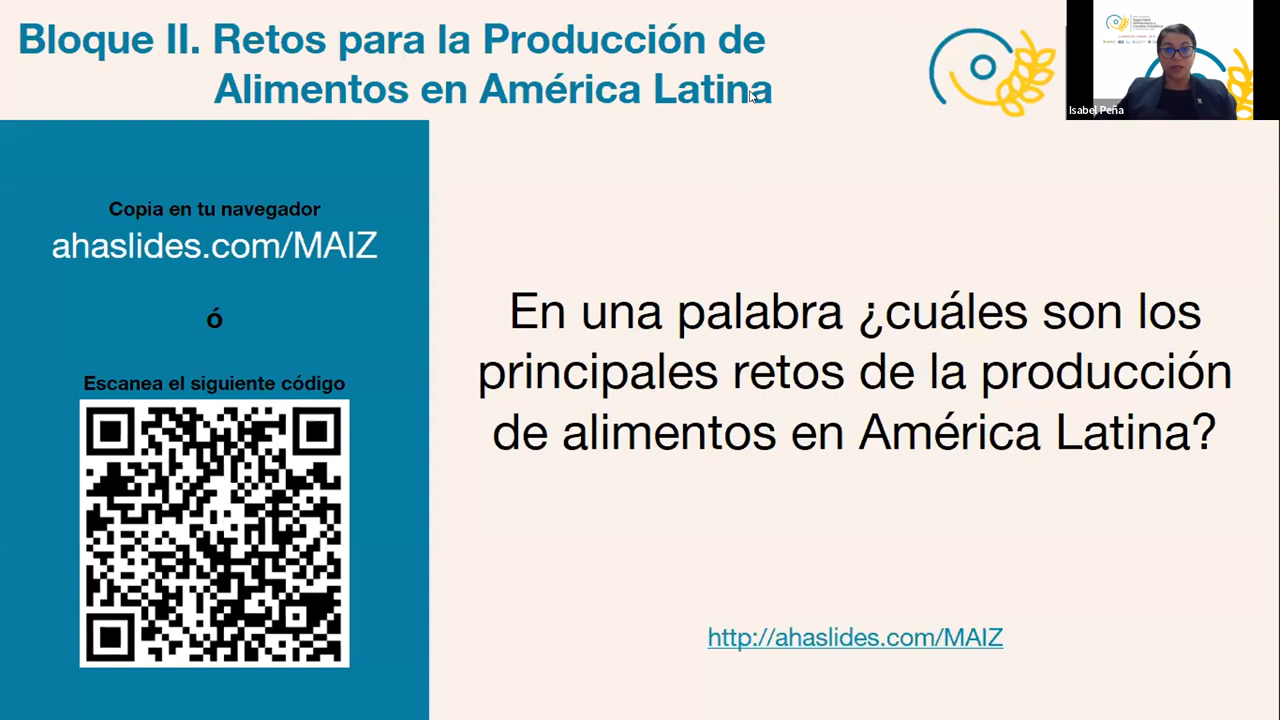 Bloque II. Retos para la Producción de
Alimentos en América Latina
Isabel Peña
Copia en tu navegador
ahaslides.com/MAIZ
ó
Escanea el siguiente código
En una palabra ¿cuáles son los
principales retos de la producción
de alimentos en América Latina?
http://ahaslides.com/MAIZ